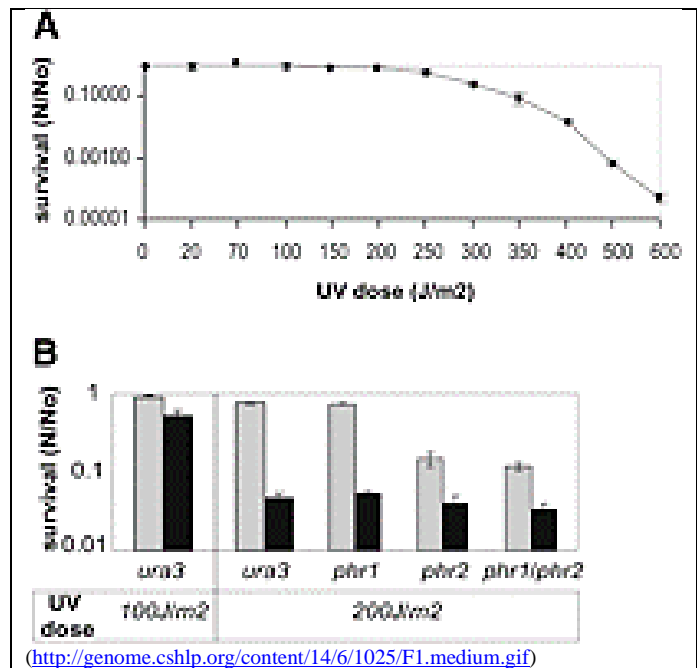 A
survival (N/No)
0.10000
0.00100
0.00001
0 20 70 100 150 200 250 300 350 400 500 600
UV dose (J/m2)
B
survival (N/No)
1
0.1
0.01
ura3 ura3 phr1 phr2 phr1/phr2
UV dose 100J/m2 200J/m2
(http://genome.cshlp.org/content/14/6/1025/F1.medium.gif)